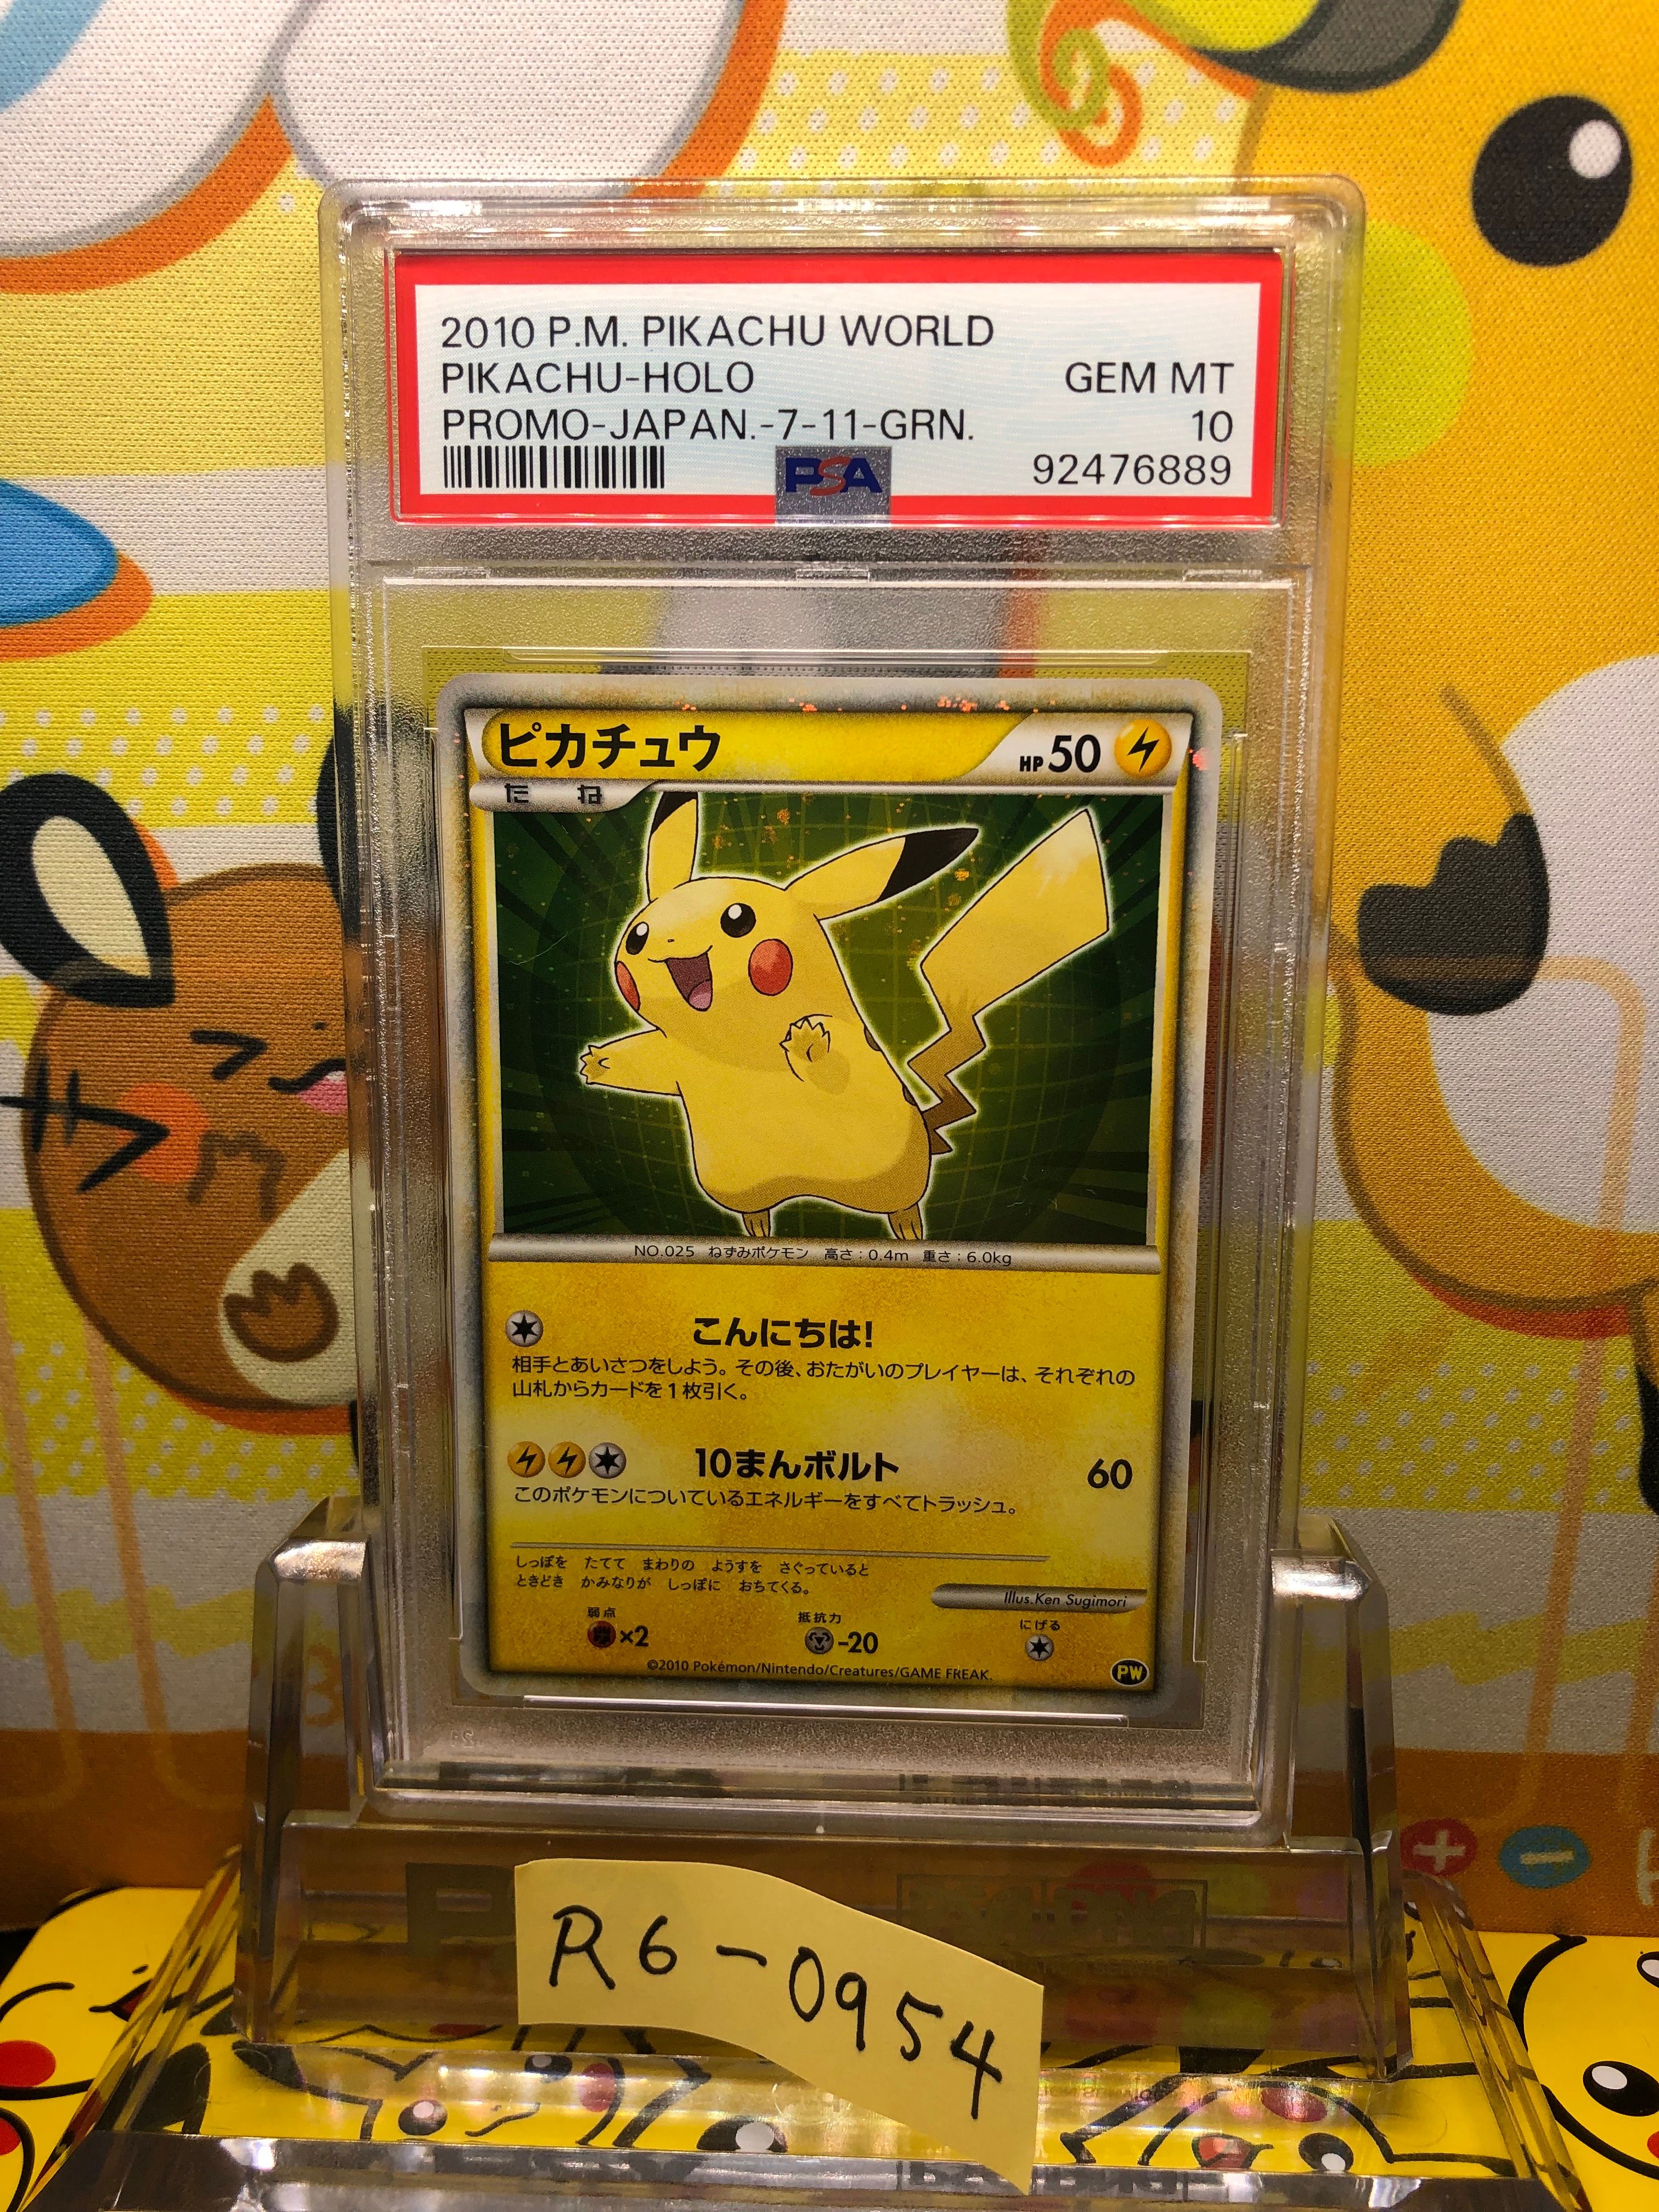 2010 P.M. PIKACHU WORLD
PIKACHU-HOLO GEM MT
PROMO-JAPAN.-7-11-GRN. 10
PSA 92476889
ピカチュウ HP50
たね
NO.025 ねずみポケモン 高さ：0.4m 重さ：6.0kg
こんにちは!
相手とあいさつをしよう。その後、おたがいのプレイヤーは、それぞれの
山札からカードを1枚引く。
10まんボルト 60
このポケモンについているエネルギーをすべてトラッシュ。
しっぽを たてて まわりの ようすを さぐっていると
ときどき かみなりが しっぽに おちてくる。
Illus.Ken Sugimori
弱点 抵抗力 にげる
×2 -20
©2010 Pokémon/Nintendo/Creatures/GAME FREAK.
PW
R6-0954